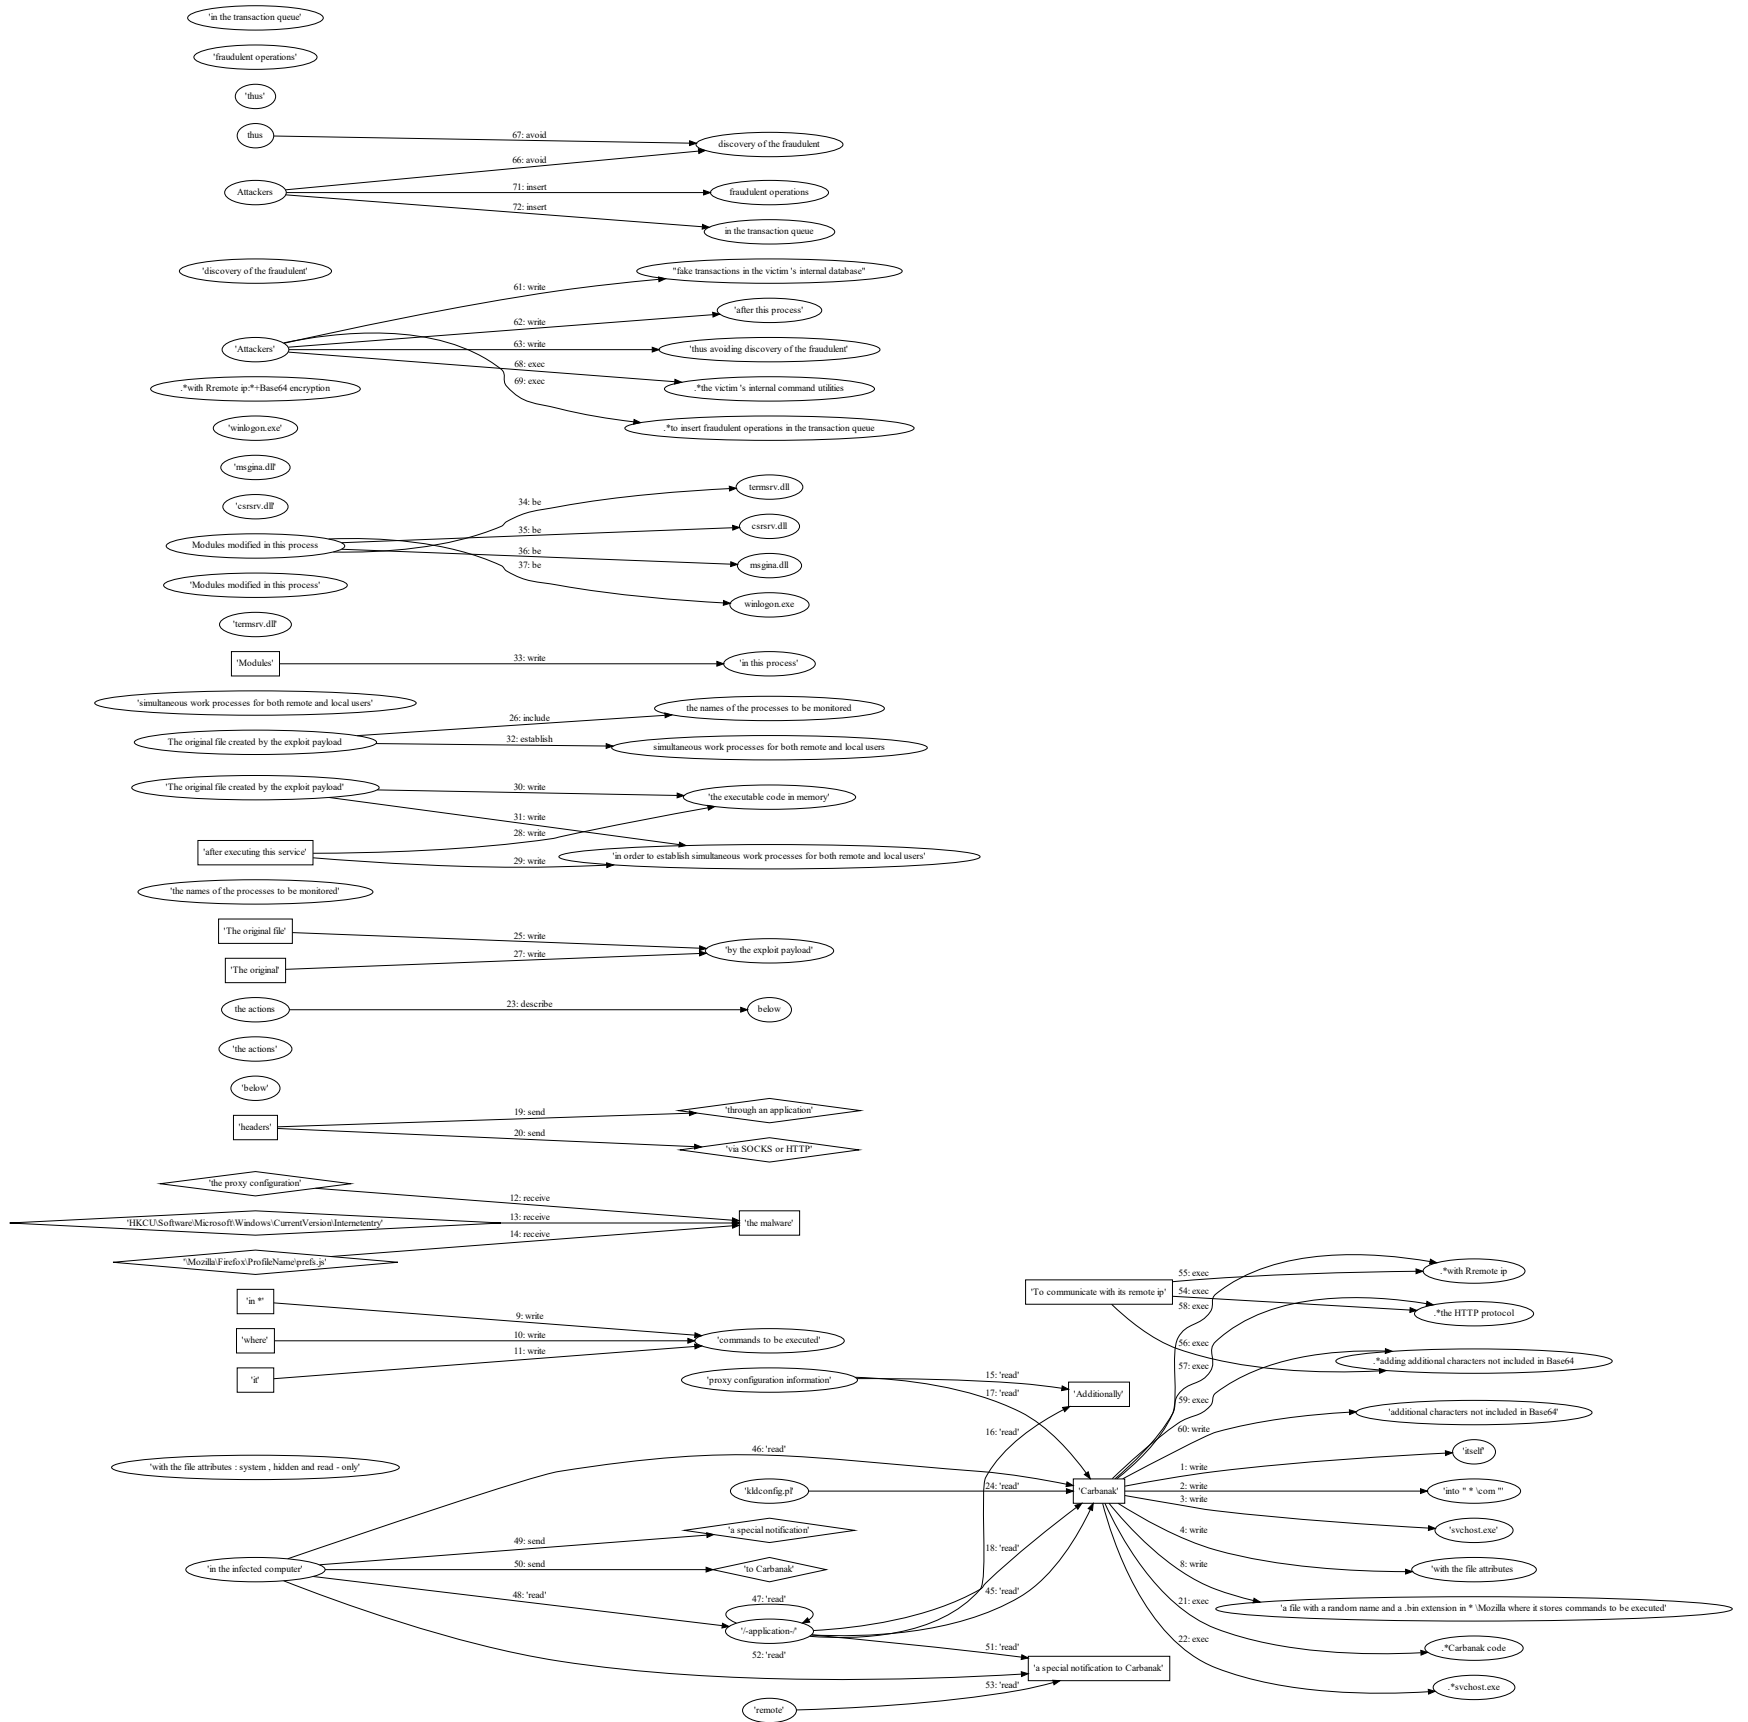 'in the transaction queue'
'fraudulent operations'
'thus'
thus
67: avoid
discovery of the fraudulent
66: avoid
Attackers
71: insert
fraudulent operations
72: insert
in the transaction queue
'discovery of the fraudulent'
"fake transactions in the victim 's internal database"
61: write
'after this process'
62: write
'Attackers'
63: write
'thus avoiding discovery of the fraudulent'
68: exec
69: exec
.*the victim 's internal command utilities
.*with Rremote ip:*+Base64 encryption
.*to insert fraudulent operations in the transaction queue
'winlogon.exe'
'msgina.dll'
termsrv.dll
34: be
'csrsrv.dll'
csrsrv.dll
35: be
Modules modified in this process
36: be
msgina.dll
37: be
'Modules modified in this process'
winlogon.exe
'termsrv.dll'
'Modules'
33: write
'in this process'
'simultaneous work processes for both remote and local users'
the names of the processes to be monitored
26: include
The original file created by the exploit payload
32: establish
simultaneous work processes for both remote and local users
'The original file created by the exploit payload'
30: write
'the executable code in memory'
31: write
28: write
'after executing this service'
29: write
'in order to establish simultaneous work processes for both remote and local users'
'the names of the processes to be monitored'
'The original file'
25: write
'by the exploit payload'
27: write
'The original'
the actions
23: describe
below
'the actions'
'below'
19: send
'through an application'
'headers'
20: send
'via SOCKS or HTTP'
'the proxy configuration'
12: receive
'HKCU\Software\Microsoft\Windows\CurrentVersion\Internetentry'
13: receive
'the malware'
14: receive
'\Mozilla\Firefox\ProfileName\prefs.js'
55: exec
.*with Rremote ip
'To communicate with its remote ip'
54: exec
58: exec
.*the HTTP protocol
'in *'
9: write
'where'
10: write
'commands to be executed'
11: write
56: exec
57: exec
.*adding additional characters not included in Base64
'it'
'proxy configuration information'
15: 'read'
17: 'read'
'Additionally'
59: exec
'additional characters not included in Base64'
16: 'read'
60: write
46: 'read'
'itself'
1: write
'with the file attributes : system , hidden and read - only'
'kldconfig.pl'
24: 'read'
'Carbanak'
2: write
'into " * \com "'
3: write
'a special notification'
49: send
4: write
'svchost.exe'
18: 'read'
'in the infected computer'
50: send
'to Carbanak'
8: write
'with the file attributes
48: 'read'
47: 'read'
45: 'read'
21: exec
'a file with a random name and a .bin extension in * \Mozilla where it stores commands to be executed'
'/-application-/'
22: exec
51: 'read'
.*Carbanak code
52: 'read'
'a special notification to Carbanak'
53: 'read'
.*svchost.exe
'remote'